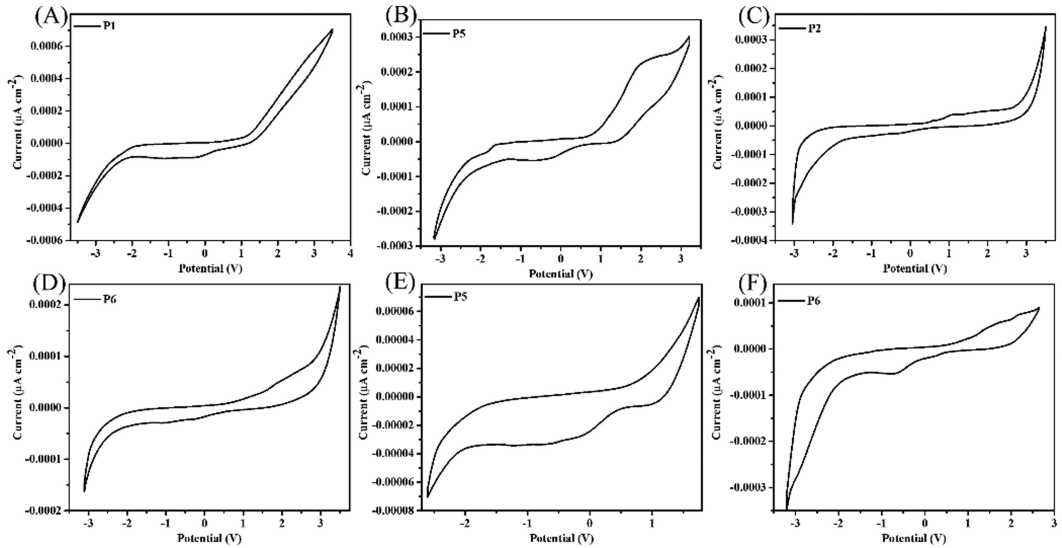 (A)
P1
0.0006
0.0004
0.0002
0.0000
-0.0002
-0.0004
-0.0006
Current (µA cm-2)
-3 -2 -1 0 1 2 3 4
Potential (V)
(B)
P5
0.0003
0.0002
0.0001
0.0000
-0.0001
-0.0002
-0.0003
Current (µA cm-2)
-3 -2 -1 0 1 2 3
Potential (V)
(C)
P2
0.0003
0.0002
0.0001
0.0000
-0.0001
-0.0002
-0.0003
-0.0004
Current (µA cm-2)
-3 -2 -1 0 1 2 3
Potential (V)
(D)
P6
0.0002
0.0001
0.0000
-0.0001
-0.0002
Current (µA cm-2)
-3 -2 -1 0 1 2 3
Potential (V)
(E)
P5
0.00006
0.00004
0.00002
0.00000
-0.00002
-0.00004
-0.00006
-0.00008
Current (µA cm-2)
-2 -1 0 1
Potential (V)
(F)
P6
0.0001
0.0000
-0.0001
-0.0002
-0.0003
Current (µA cm-2)
-3 -2 -1 0 1 2 3
Potential (V)